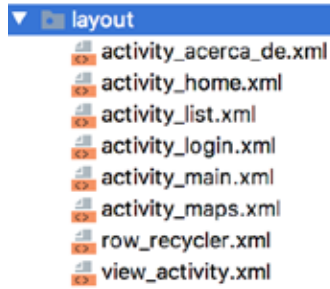 layout
activity_acerca_de.xml
activity_home.xml
activity_list.xml
activity_login.xml
activity_main.xml
activity_maps.xml
row_recycler.xml
view_activity.xml